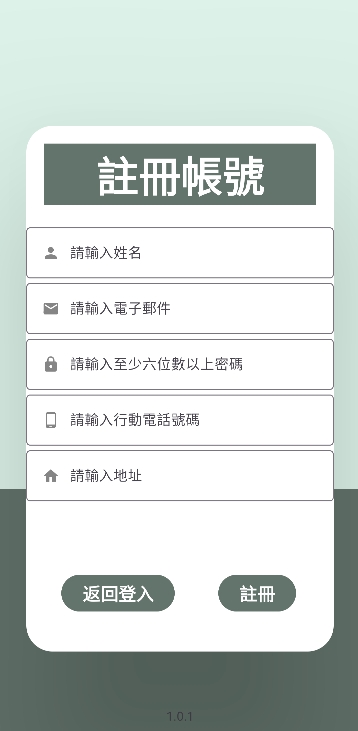 註冊帳號
請輸入姓名
請輸入電子郵件
請輸入至少六位數以上密碼
請輸入行動電話號碼
請輸入地址
返回登入
註冊
1.0.1